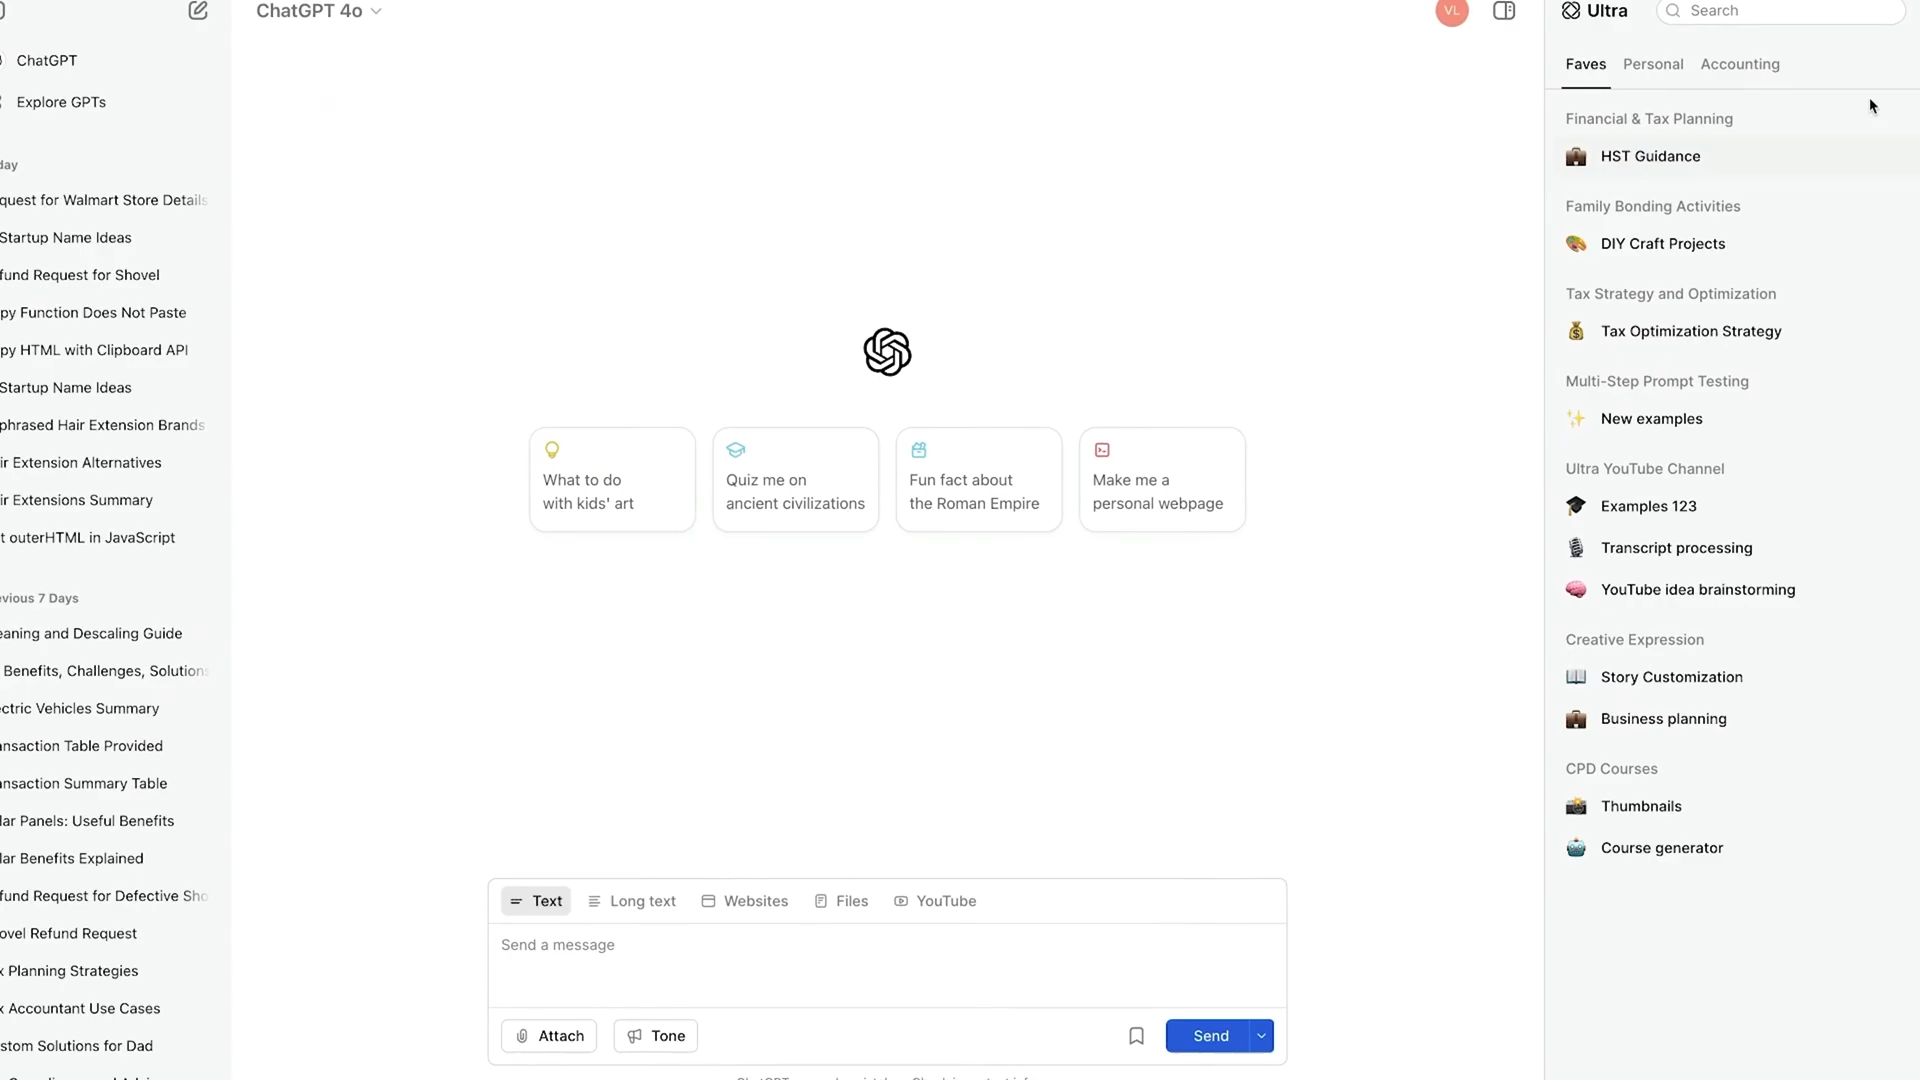 ChatGPT 4o
VL
Ultra
Search
ChatGPT
Explore GPTs
day
quest for Walmart Store Details
Startup Name Ideas
fund Request for Shovel
py Function Does Not Paste
py HTML with Clipboard API
Startup Name Ideas
phrased Hair Extension Brands
ir Extension Alternatives
ir Extensions Summary
t outerHTML in JavaScript
evious 7 Days
eaning and Descaling Guide
Benefits, Challenges, Solutions
ectric Vehicles Summary
ansaction Table Provided
ansaction Summary Table
lar Panels: Useful Benefits
lar Benefits Explained
fund Request for Defective Sho
ovel Refund Request
x Planning Strategies
x Accountant Use Cases
stom Solutions for Dad
What to do
with kids' art
Quiz me on
ancient civilizations
Fun fact about
the Roman Empire
Make me a
personal webpage
Text
Long text
Websites
Files
YouTube
Send a message
Attach
Tone
Send
Faves
Personal
Accounting
Financial & Tax Planning
HST Guidance
Family Bonding Activities
DIY Craft Projects
Tax Strategy and Optimization
Tax Optimization Strategy
Multi-Step Prompt Testing
New examples
Ultra YouTube Channel
Examples 123
Transcript processing
YouTube idea brainstorming
Creative Expression
Story Customization
Business planning
CPD Courses
Thumbnails
Course generator